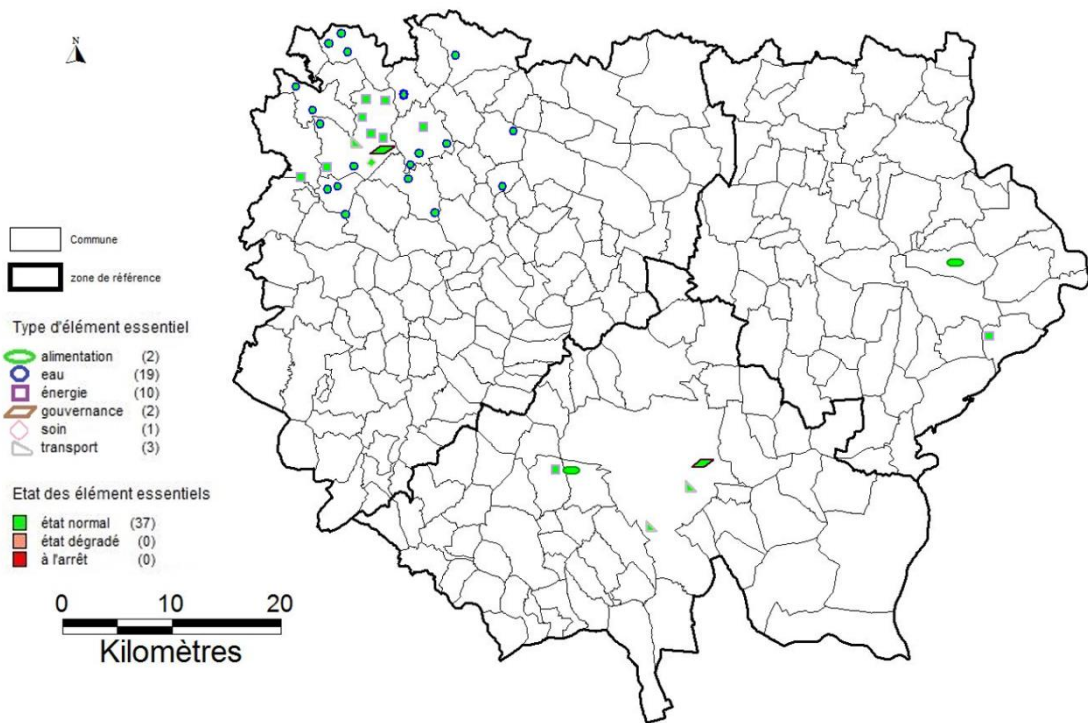 N
Commune
zone de référence
Type d'élément essentiel
alimentation (2)
eau (19)
énergie (10)
gouvernance (2)
soin (1)
transport (3)
Etat des élément essentiels
état normal (37)
état dégradé (0)
à l'arrêt (0)
0 10 20
Kilomètres